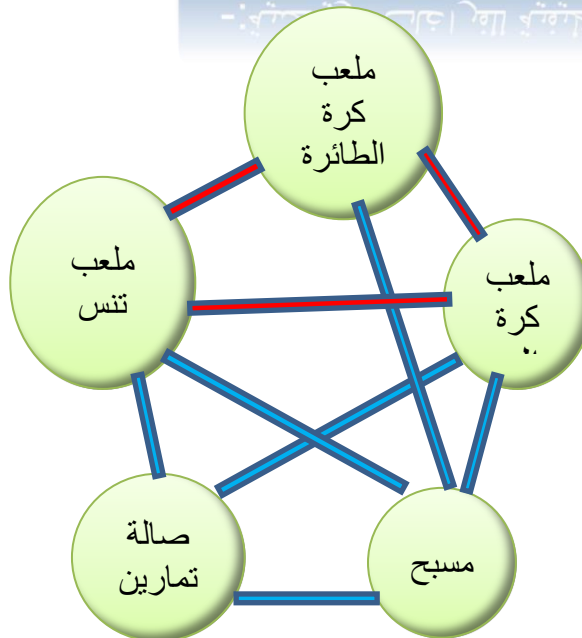 ملعب
كرة
الطائرة
ملعب
تنس
ملعب
كرة
صالة
تمارين
مسبح